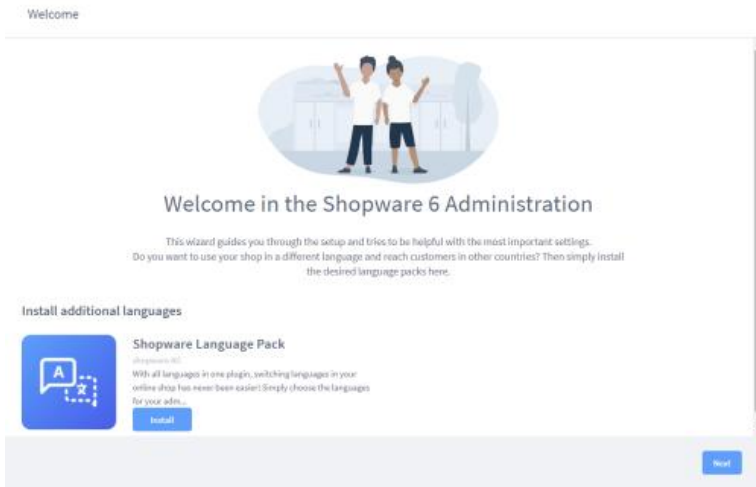 Welcome
Welcome in the Shopware 6 Administration
This wizard guides you through the setup and tries to be helpful with the most important settings.
Do you want to use your shop in a different language and reach customers in other countries? Then simply install
the desired language packs here.
Install additional languages
Shopware Language Pack
shopware AG
With all languages in one plugin, switching languages in your
online shop has never been easier! Simply choose the languages
for your adm...
Install
Next
A